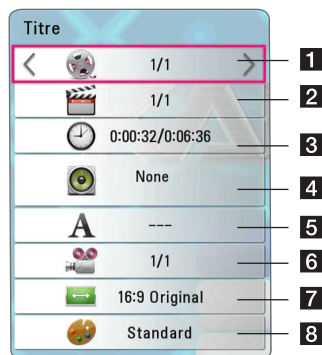 Titre
1/1 1
1/1 2
0:00:32/0:06:36 3
None 4
A --- 5
1/1 6
16:9 Original 7
Standard 8